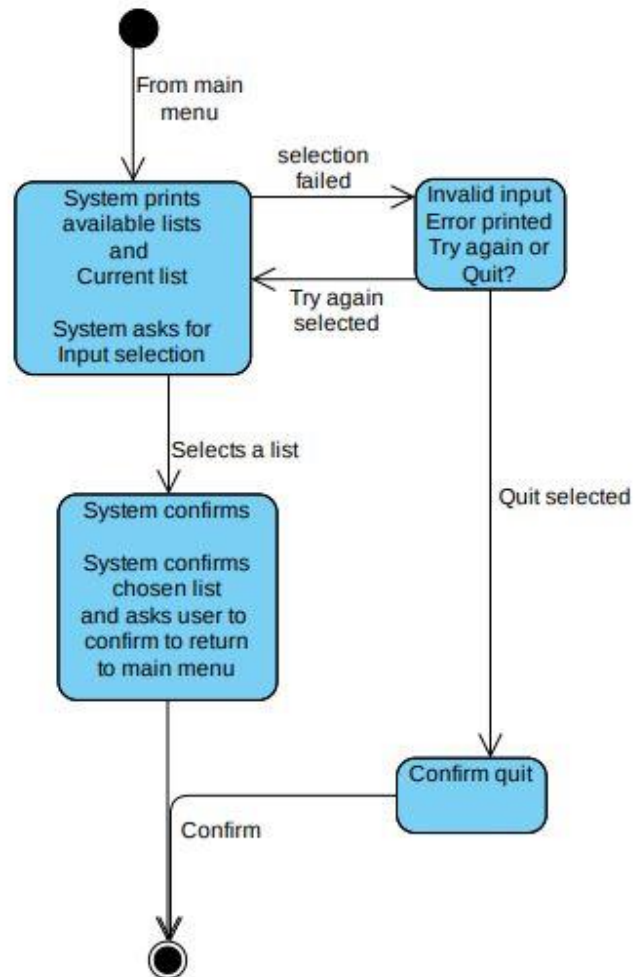 From main
menu
selection
failed
System prints
available lists
and
Current list
System asks for
Input selection
Invalid input
Error printed
Try again or
Quit?
Try again
selected
Selects a list
Quit selected
System confirms
System confirms
chosen list
and asks user to
confirm to return
to main menu
Confirm quit
Confirm